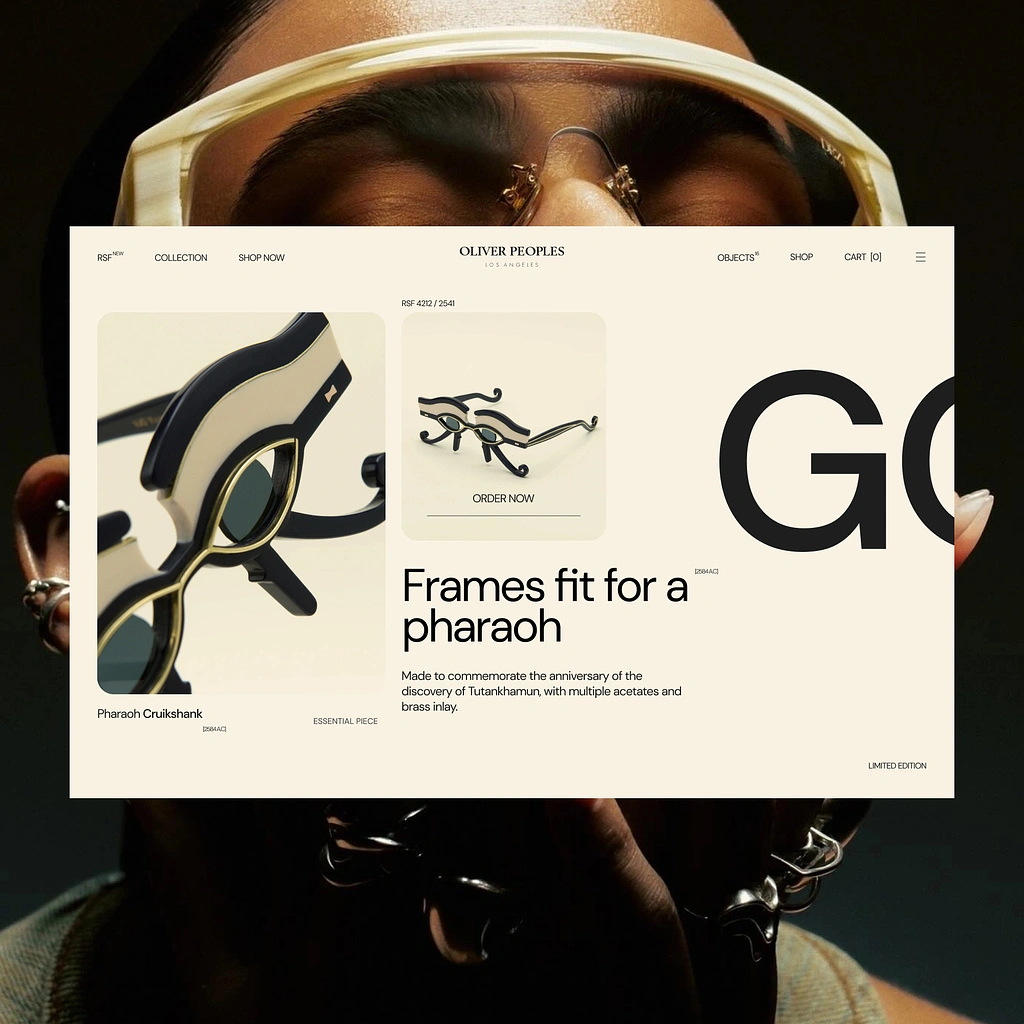 RSF NEW
COLLECTION
SHOP NOW
OLIVER PEOPLES
LOS ANGELES
OBJECTS 16
SHOP
CART [0]
RSF 4212 / 2541
ORDER NOW
GO
Frames fit for a
pharaoh
[2584AC]
Made to commemorate the anniversary of the
discovery of Tutankhamun, with multiple acetates and
brass inlay.
Pharaoh Cruikshank
[2584AC]
ESSENTIAL PIECE
LIMITED EDITION